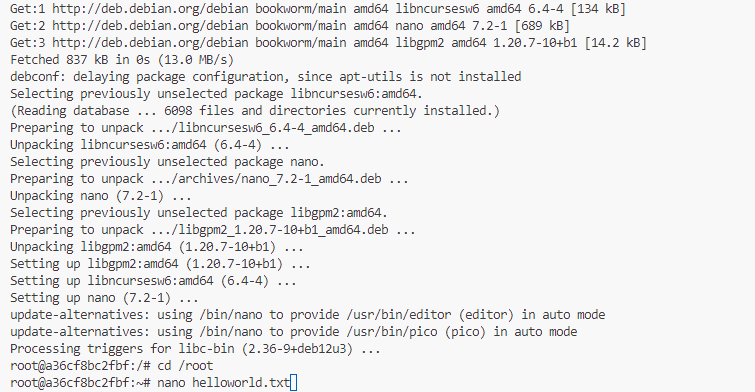 Get:1 http://deb.debian.org/debian bookworm/main amd64 libncursesw6 amd64 6.4-4 [134 kB]
Get:2 http://deb.debian.org/debian bookworm/main amd64 nano amd64 7.2-1 [689 kB]
Get:3 http://deb.debian.org/debian bookworm/main amd64 libgpm2 amd64 1.20.7-10+b1 [14.2 kB]
Fetched 837 kB in 0s (13.0 MB/s)
debconf: delaying package configuration, since apt-utils is not installed
Selecting previously unselected package libncursesw6:amd64.
(Reading database ... 6098 files and directories currently installed.)
Preparing to unpack .../libncursesw6_6.4-4_amd64.deb ...
Unpacking libncursesw6:amd64 (6.4-4) ...
Selecting previously unselected package nano.
Preparing to unpack .../archives/nano_7.2-1_amd64.deb ...
Unpacking nano (7.2-1) ...
Selecting previously unselected package libgpm2:amd64.
Preparing to unpack .../libgpm2_1.20.7-10+b1_amd64.deb ...
Unpacking libgpm2:amd64 (1.20.7-10+b1) ...
Setting up libgpm2:amd64 (1.20.7-10+b1) ...
Setting up libncursesw6:amd64 (6.4-4) ...
Setting up nano (7.2-1) ...
update-alternatives: using /bin/nano to provide /usr/bin/editor (editor) in auto mode
update-alternatives: using /bin/nano to provide /usr/bin/pico (pico) in auto mode
Processing triggers for libc-bin (2.36-9+deb12u3) ...
root@a36cf8bc2fbf:/# cd /root
root@a36cf8bc2fbf:~# nano helloworld.txt